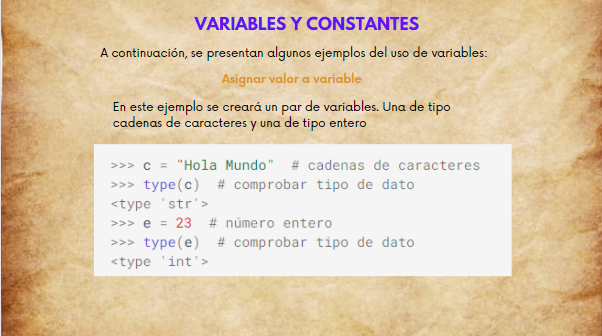 VARIABLES Y CONSTANTES
A continuación, se presentan algunos ejemplos del uso de variables:
Asignar valor a variable
En este ejemplo se creará un par de variables. Una de tipo
cadenas de caracteres y una de tipo entero
>>> c = "Hola Mundo"  # cadenas de caracteres
>>> type(c)  # comprobar tipo de dato
<type 'str'>
>>> e = 23  # número entero
>>> type(e)  # comprobar tipo de dato
<type 'int'>